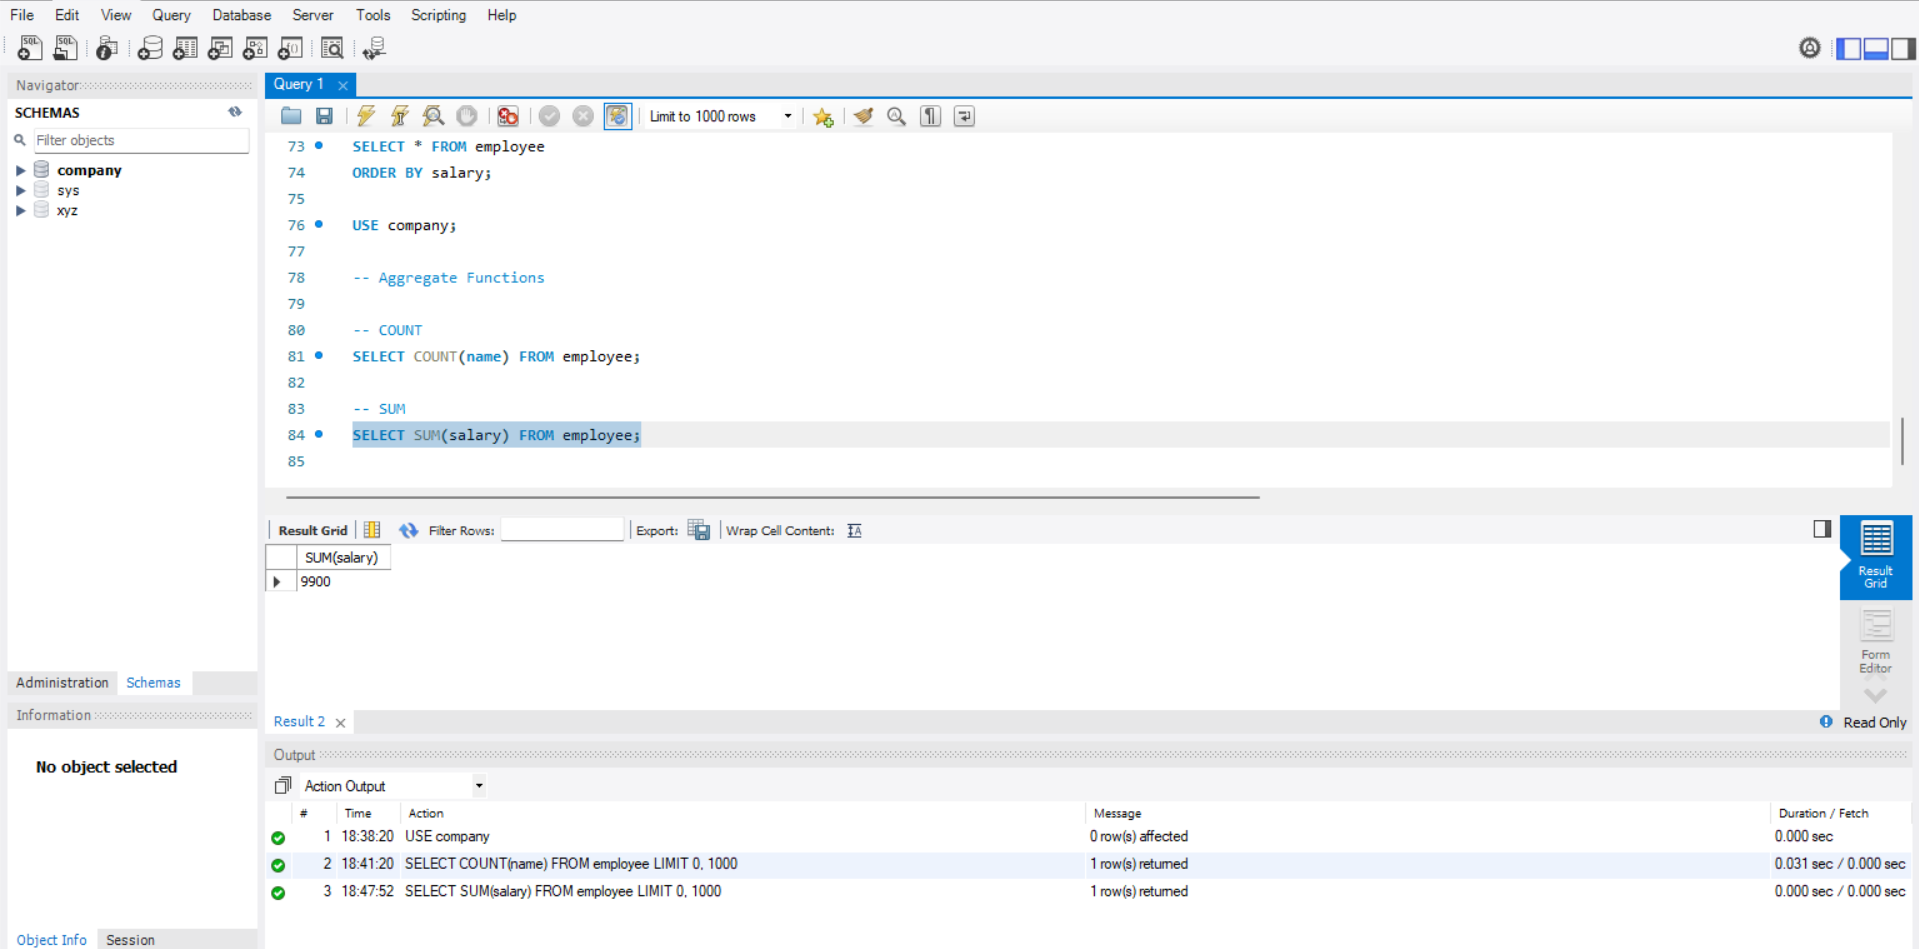 File Edit View Query Database Server Tools Scripting Help
Navigator
SCHEMAS
Filter objects
company
sys
xyz
Administration Schemas
Information
No object selected
Object Info Session
Query 1
Limit to 1000 rows
73 SELECT * FROM employee
74 ORDER BY salary;
75
76 USE company;
77
78 -- Aggregate Functions
79
80 -- COUNT
81 SELECT COUNT(name) FROM employee;
82
83 -- SUM
84 SELECT SUM(salary) FROM employee;
85
Result Grid Filter Rows: Export: Wrap Cell Content:
SUM(salary)
9900
Result
Grid
Form
Editor
Result 2 Read Only
Output
Action Output
# Time Action Message Duration / Fetch
1 18:38:20 USE company 0 row(s) affected 0.000 sec
2 18:41:20 SELECT COUNT(name) FROM employee LIMIT 0, 1000 1 row(s) returned 0.031 sec / 0.000 sec
3 18:47:52 SELECT SUM(salary) FROM employee LIMIT 0, 1000 1 row(s) returned 0.000 sec / 0.000 sec